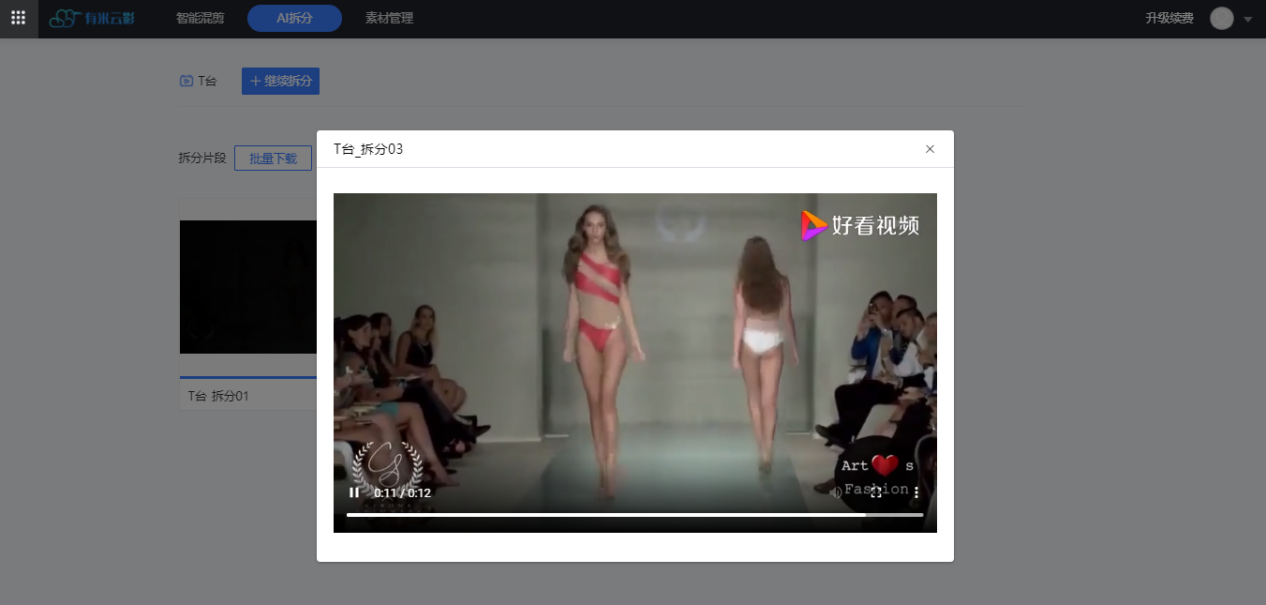 有米云影 智能混剪 AI拆分 素材管理 升级续费
T台 + 继续拆分
拆分片段 批量下载
T台_拆分03
好看视频
Art s
Fashion
0:11 / 0:12
T台 拆分01